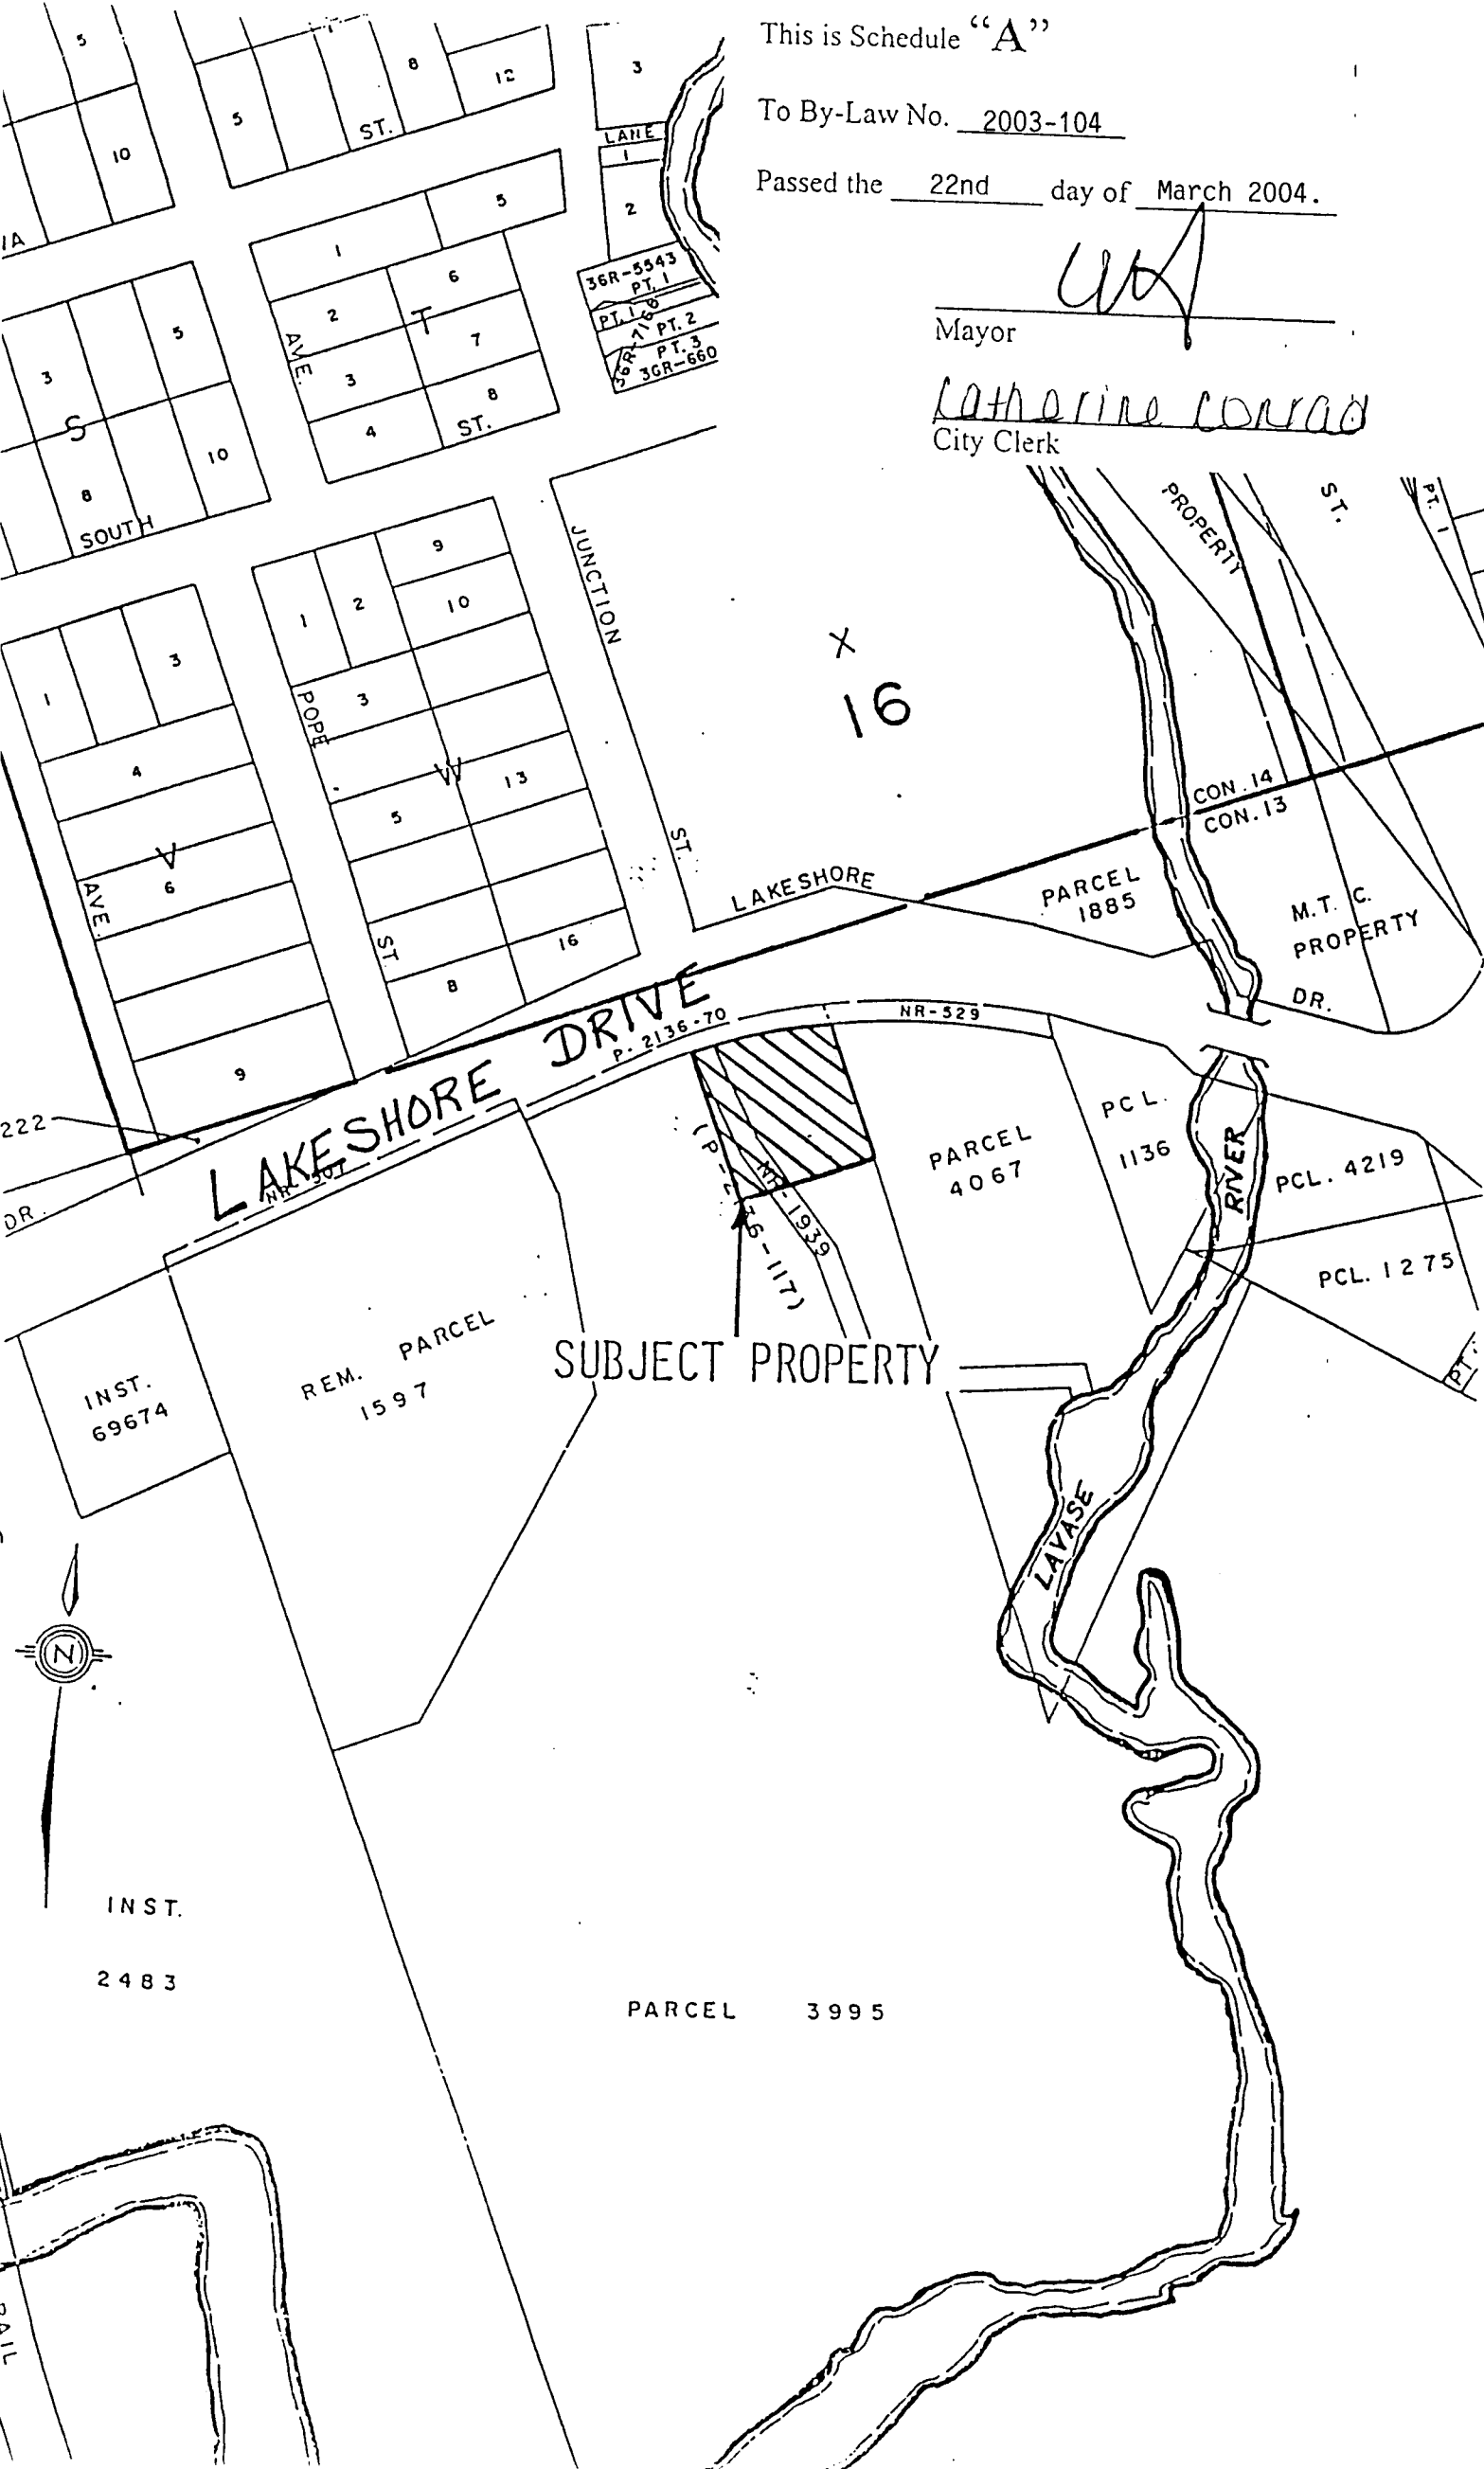 This is Schedule "A"
To By-Law No. 2003-104
Passed the 22nd day of March 2004.
Mayor
Catherine Conrad
City Clerk
5
10
5
8
12
ST.
3
LANE
1
2
1
5
2
6
T
3
7
4
8
AVE.
ST.
36R-5543
PT. 1
PT. 1
36R-7168
PT. 2
PT. 3
36R-660
3
5
S
8
10
SOUTH
1
3
4
V
6
9
AVE.
1
2
9
10
3
POPE
W
13
5
ST.
16
8
JUNCTION
ST.
X
16
PROPERTY
ST.
PT. 1
CON. 14
CON. 13
LAKESHORE
PARCEL
1885
M.T.C.
PROPERTY
DR.
LAKESHORE DRIVE
P-2136-70
NR-529
222
DR.
PARCEL
4067
PCL.
1136
RIVER
PCL. 4219
PCL. 1275
PT.
NR-1939
SUBJECT PROPERTY
INST.
69674
REM. PARCEL
1597
LAVASE
N
INST.
2483
PARCEL 3995